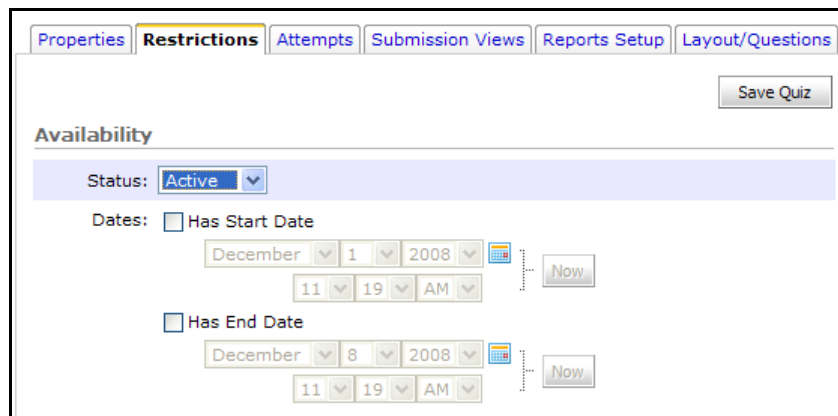 Properties Restrictions Attempts Submission Views Reports Setup Layout/Questions
Save Quiz
Availability
Status: Active
Dates: Has Start Date
December 1 2008
Now
11 19 AM
Has End Date
December 8 2008
Now
11 19 AM